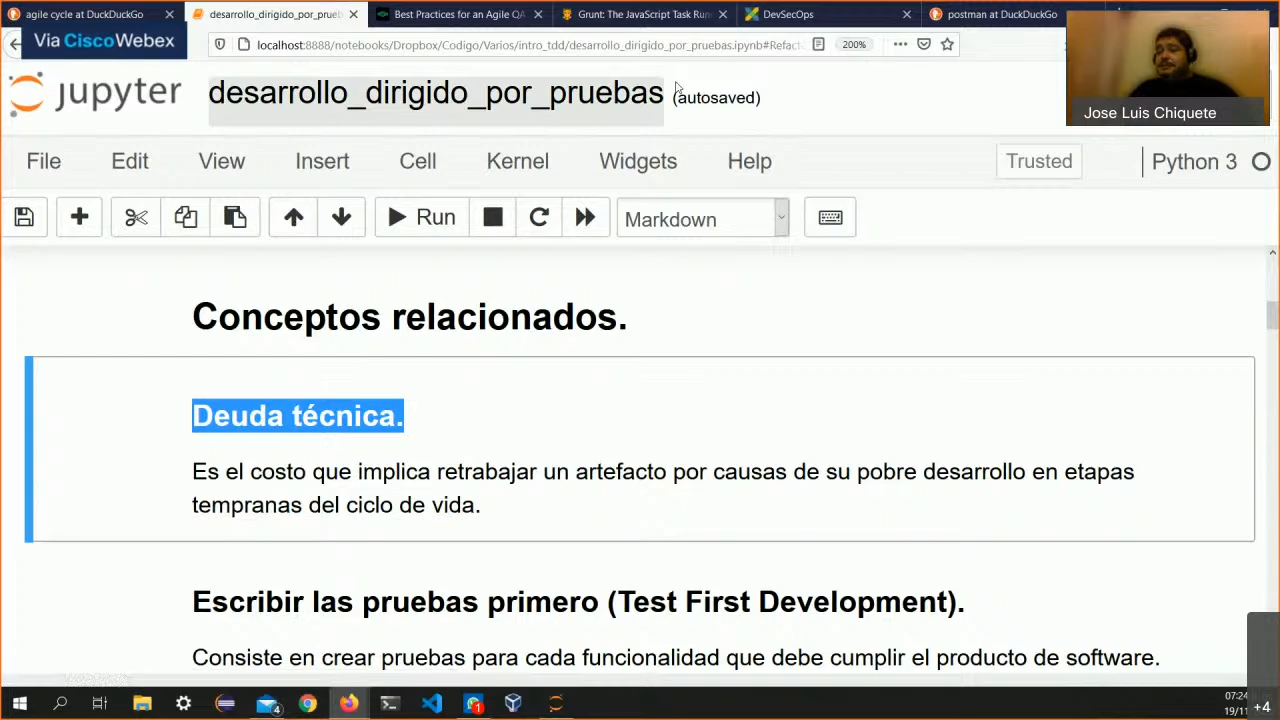 agile cycle at DuckDuckGo
desarrollo_dirigido_por_prueb
Best Practices for an Agile QA
Grunt: The JavaScript Task Run
DevSecOps
postman at DuckDuckGo
Via CiscoWebex
localhost:8888/notebooks/Dropbox/Codigo/Varios/intro_tdd/desarrollo_dirigido_por_pruebas.ipynb#Refact
200%
jupyter
desarrollo_dirigido_por_pruebas
(autosaved)
Jose Luis Chiquete
File
Edit
View
Insert
Cell
Kernel
Widgets
Help
Trusted
Python 3
Run
Markdown
Conceptos relacionados.
Deuda técnica.
Es el costo que implica retrabajar un artefacto por causas de su pobre desarrollo en etapas
tempranas del ciclo de vida.
Escribir las pruebas primero (Test First Development).
Consiste en crear pruebas para cada funcionalidad que debe cumplir el producto de software.
4
1
07:24
19/11
+4